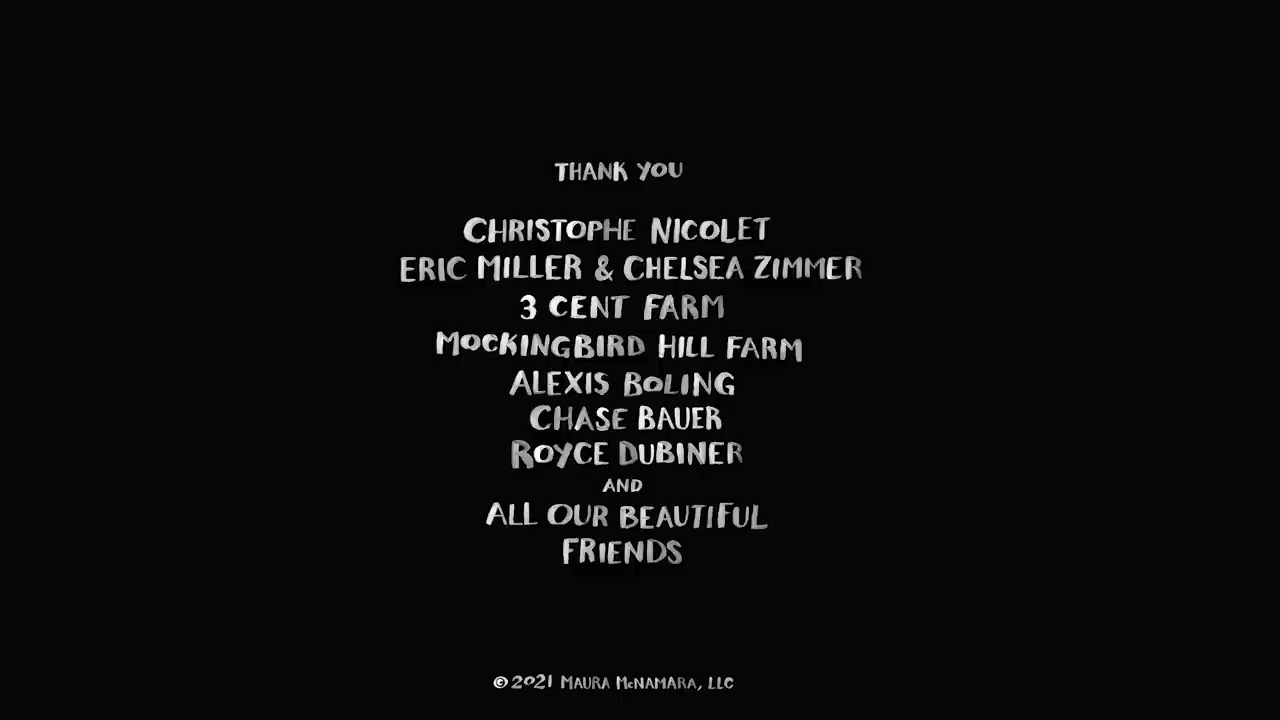 THANK YOU
CHRISTOPHE NICOLET
ERIC MILLER & CHELSEA ZIMMER
3 CENT FARM
MOCKINGBIRD HILL FARM
ALEXIS BOLING
CHASE BAUER
ROYCE DUBINER
AND
ALL OUR BEAUTIFUL
FRIENDS
© 2021 MAURA McNAMARA, LLC